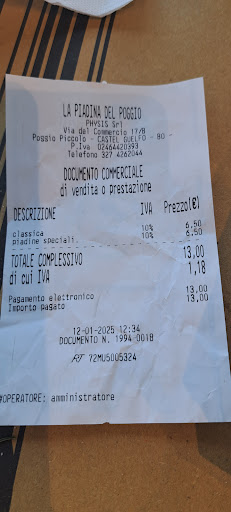 LA PIADINA DEL POGGIO
PHYSIS Srl
Via del Commercio 17/B
Poggio Piccolo - CASTEL GUELFO - BO -
P.Iva 02464420393
Telefono 327 4262044
DOCUMENTO COMMERCIALE
di vendita o prestazione
DESCRIZIONE IVA Prezzo(€)
classica 10% 6,50
piadine speciali. 10% 6,50
TOTALE COMPLESSIVO 13,00
di cui IVA 1,18
Pagamento elettronico 13,00
Importo pagato 13,00
12-01-2025 12:34
DOCUMENTO N. 1994-0018
RT 72MU5005324
#OPERATORE: amministratore